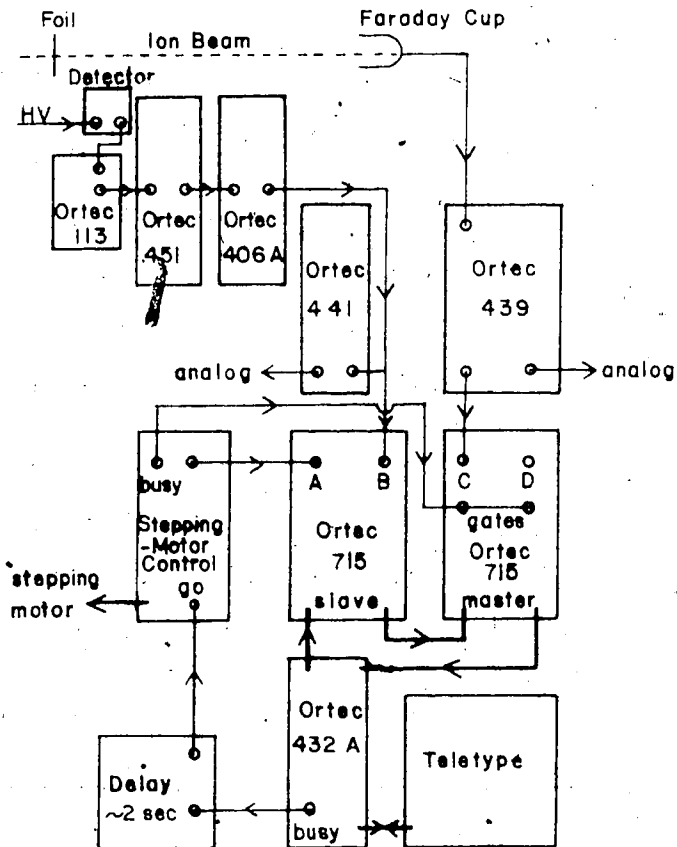 Foil
Faraday Cup
Ion Beam
Detector
HV
Ortec
113
Ortec
451
Ortec
406A
Ortec
441
Ortec
439
analog
analog
busy
A
B
C
D
Stepping
-Motor
Control
go
Ortec
715
slave
gates
Ortec
715
master
stepping
motor
Ortec
432 A
busy
Delay
~2 sec
Teletype